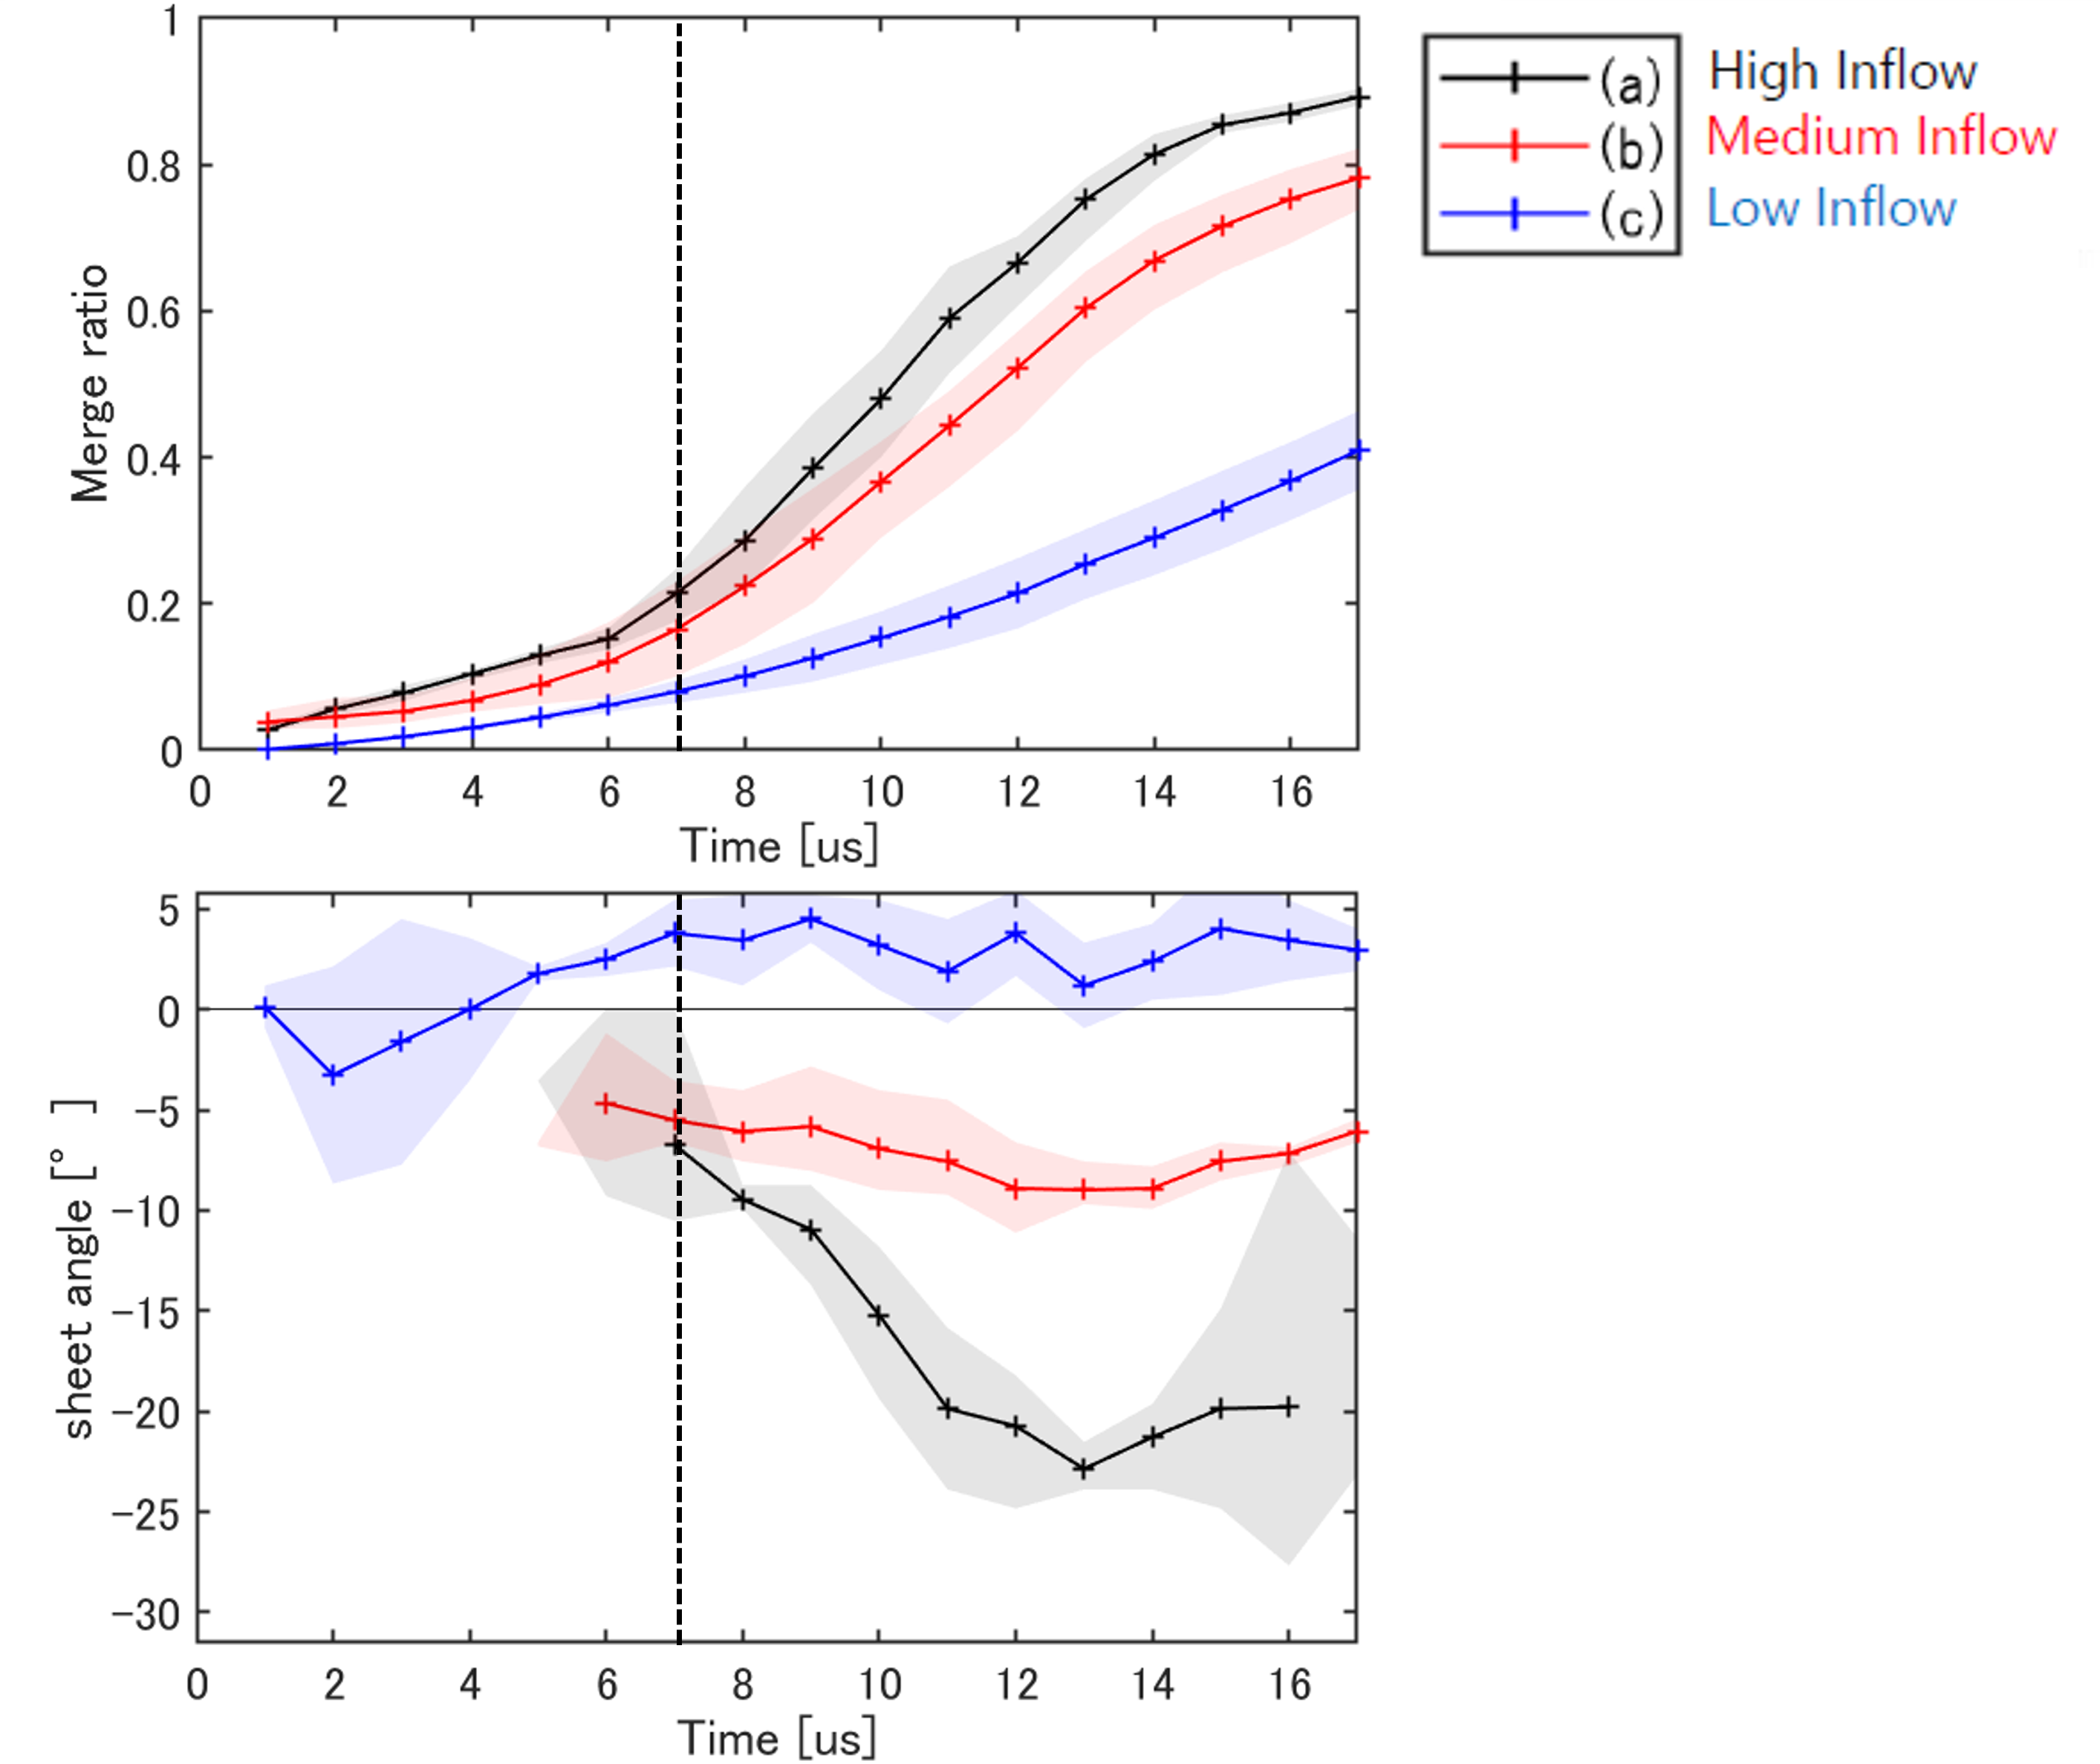 1
0.8
0.6
0.4
0.2
0
Merge ratio
0 2 4 6 8 10 12 14 16
Time [us]
(a) High Inflow
(b) Medium Inflow
(c) Low Inflow
5
0
−5
−10
−15
−20
−25
−30
sheet angle [° ]
0 2 4 6 8 10 12 14 16
Time [us]